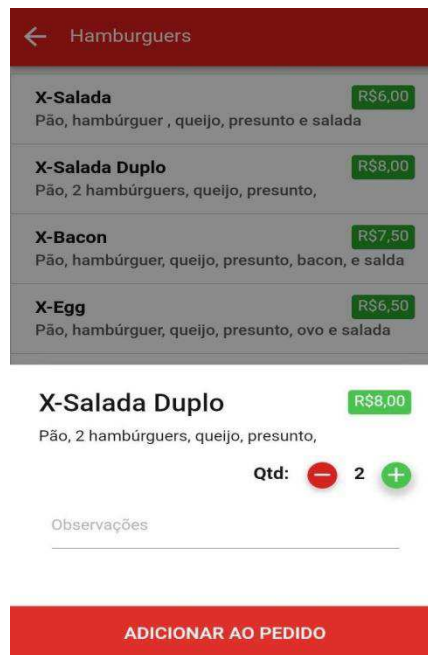 Hamburguers
X-Salada R$6,00
Pão, hambúrguer , queijo, presunto e salada
X-Salada Duplo R$8,00
Pão, 2 hambúrguers, queijo, presunto,
X-Bacon R$7,50
Pão, hambúrguer, queijo, presunto, bacon, e salda
X-Egg R$6,50
Pão, hambúrguer, queijo, presunto, ovo e salada
X-Salada Duplo R$8,00
Pão, 2 hambúrguers, queijo, presunto,
Qtd: 2
Observações
ADICIONAR AO PEDIDO